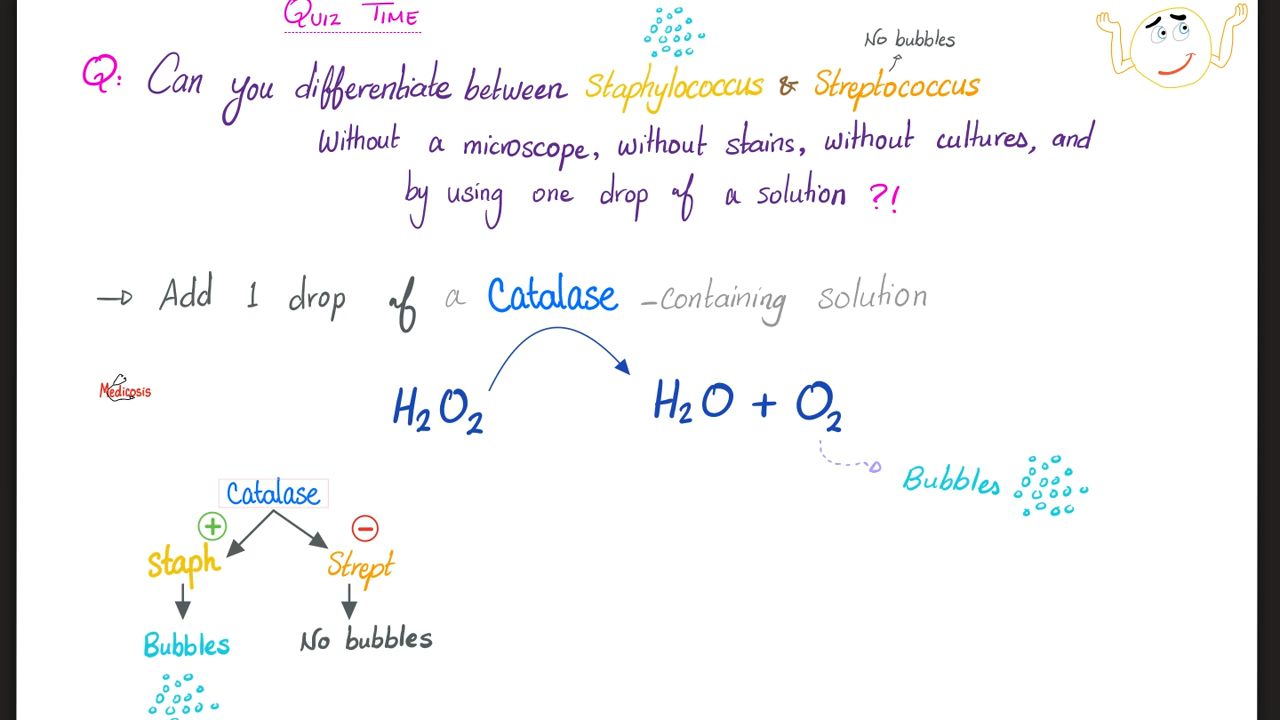 Quiz Time
No bubbles
Q: Can you differentiate between Staphylococcus & Streptococcus
Without a microscope, without stains, without cultures, and
by using one drop of a solution ?!
→ Add 1 drop of a Catalase -containing solution
Medicosis
H₂O₂ H₂O + O₂
Bubbles
Catalase
+ −
Staph Strept
Bubbles No bubbles